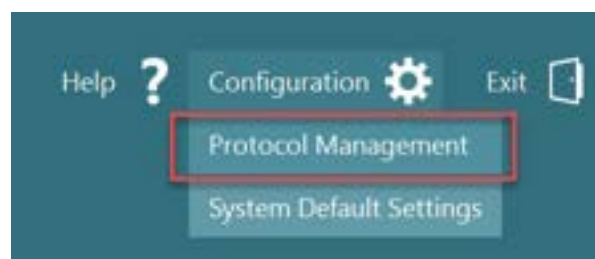 Help ? Configuration Exit
Protocol Management
System Default Settings